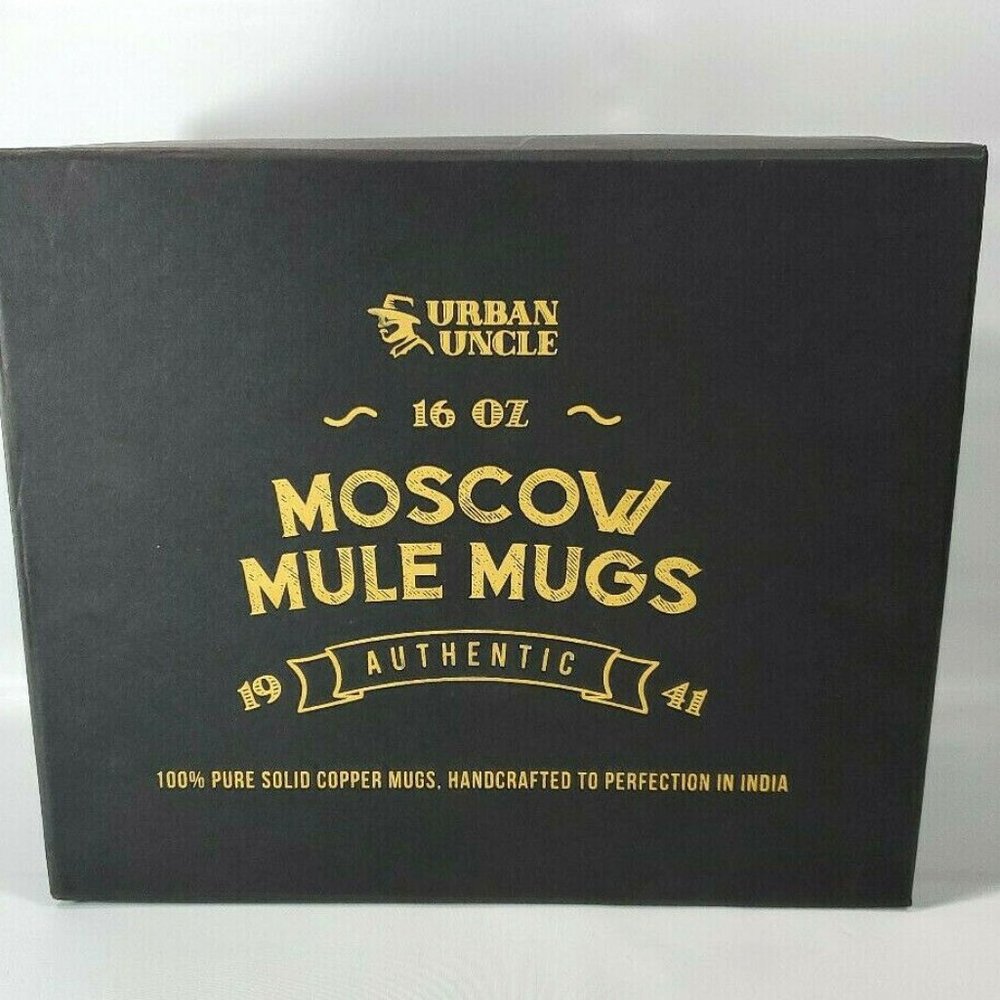 URBAN
UNCLE
16 OZ
MOSCOW
MULE MUGS
AUTHENTIC
19 41
100% PURE SOLID COPPER MUGS, HANDCRAFTED TO PERFECTION IN INDIA